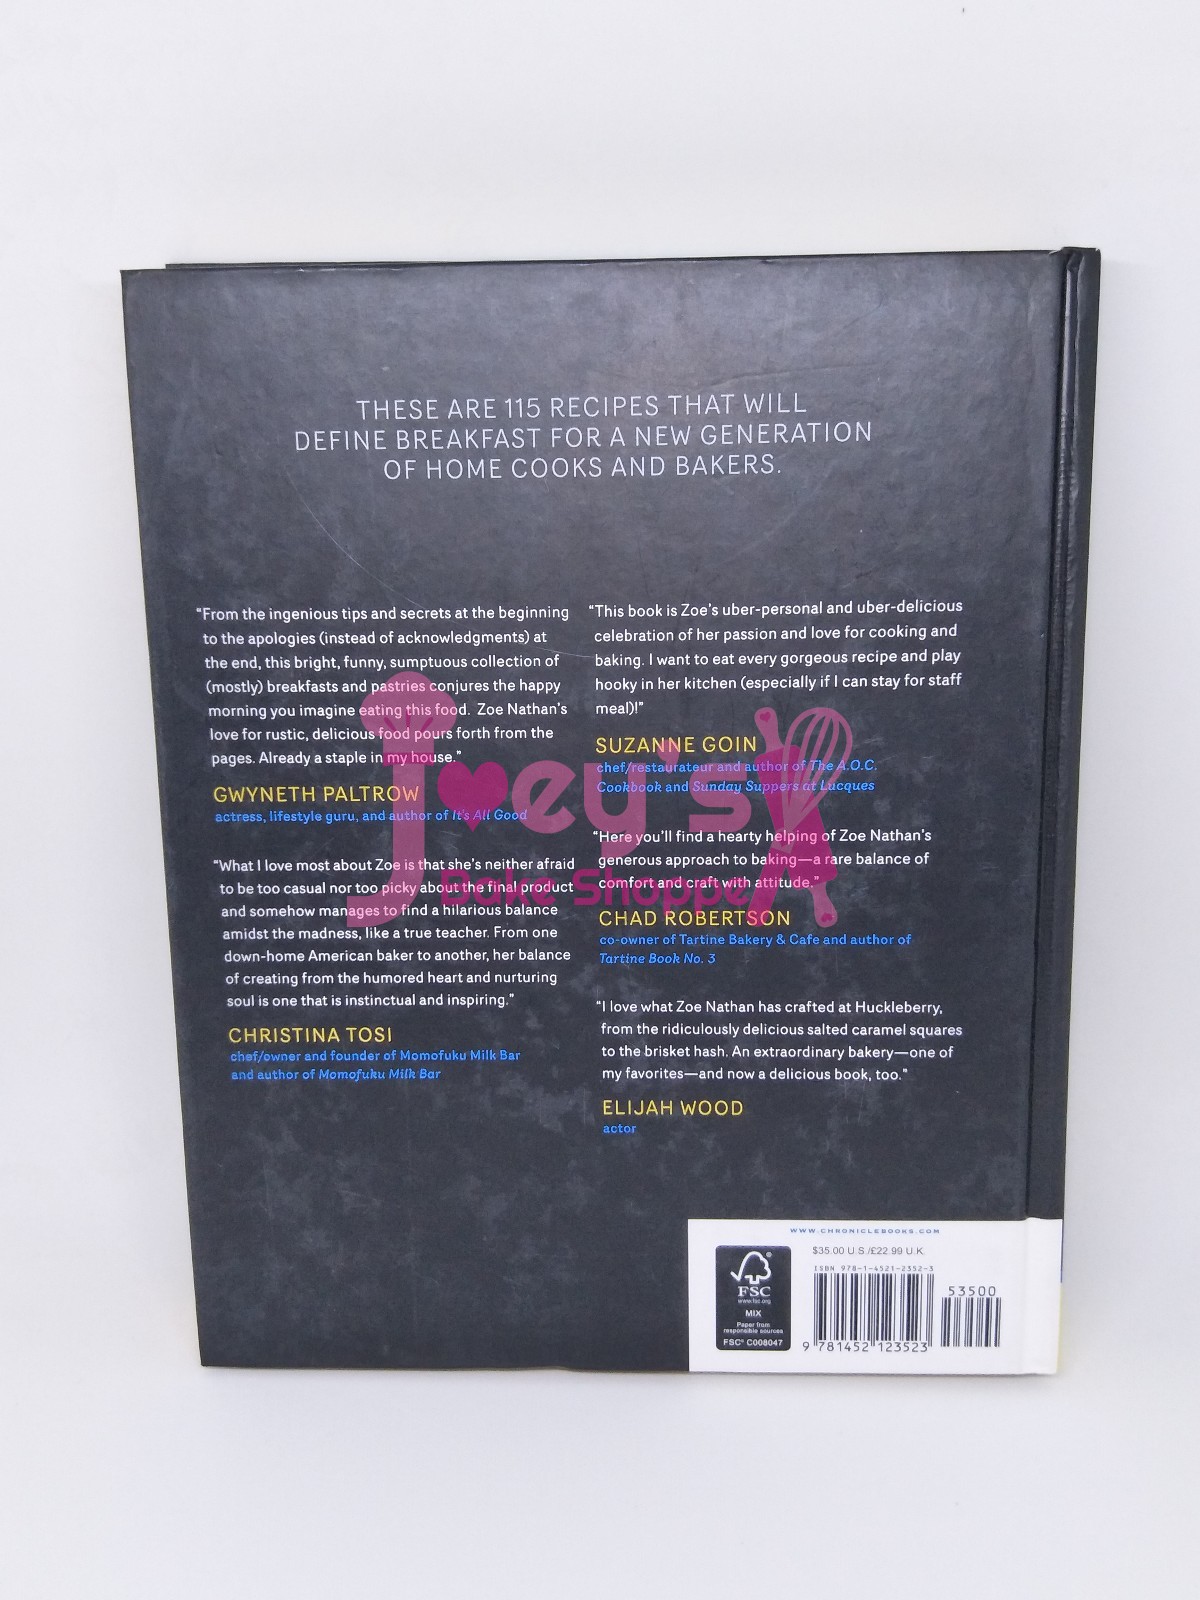 THESE ARE 115 RECIPES THAT WILL
DEFINE BREAKFAST FOR A NEW GENERATION
OF HOME COOKS AND BAKERS.
“From the ingenious tips and secrets at the beginning
to the apologies (instead of acknowledgments) at
the end, this bright, funny, sumptuous collection of
(mostly) breakfasts and pastries conjures the happy
morning you imagine eating this food. Zoe Nathan’s
love for rustic, delicious food pours forth from the
pages. Already a staple in my house.”
GWYNETH PALTROW
actress, lifestyle guru, and author of It’s All Good
“What I love most about Zoe is that she’s neither afraid
to be too casual nor too picky about the final product
and somehow manages to find a hilarious balance
amidst the madness, like a true teacher. From one
down-home American baker to another, her balance
of creating from the humored heart and nurturing
soul is one that is instinctual and inspiring.”
CHRISTINA TOSI
chef/owner and founder of Momofuku Milk Bar
and author of Momofuku Milk Bar
“This book is Zoe’s uber-personal and uber-delicious
celebration of her passion and love for cooking and
baking. I want to eat every gorgeous recipe and play
hooky in her kitchen (especially if I can stay for staff
meal)!”
SUZANNE GOIN
chef/restaurateur and author of The A.O.C.
Cookbook and Sunday Suppers at Lucques
“Here you’ll find a hearty helping of Zoe Nathan’s
generous approach to baking—a rare balance of
comfort and craft with attitude.”
CHAD ROBERTSON
co-owner of Tartine Bakery & Cafe and author of
Tartine Book No. 3
“I love what Zoe Nathan has crafted at Huckleberry,
from the ridiculously delicious salted caramel squares
to the brisket hash. An extraordinary bakery—one of
my favorites—and now a delicious book, too.”
ELIJAH WOOD
actor
Joey's
Bake Shoppe
WWW.CHRONICLEBOOKS.COM
$35.00 U.S./£22.99 U.K.
ISBN 978-1-4521-2352-3
53500
9 781452 123523
FSC
www.fsc.org
MIX
Paper from
responsible sources
FSC® C008047